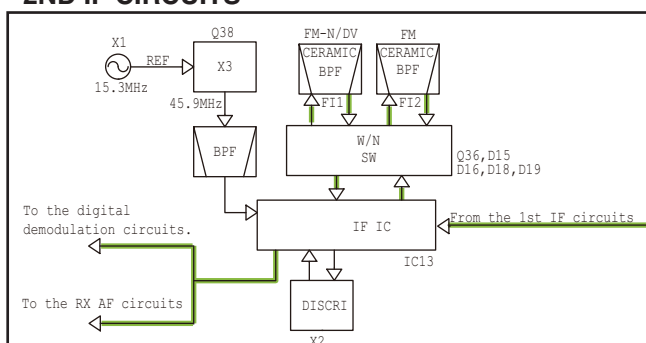 2ND IF CIRCUITS
X1
15.3MHz
REF
Q38
X3
45.9MHz
BPF
FM-N/DV
CERAMIC
BPF
FI1
FM
CERAMIC
BPF
FI2
W/N
SW
Q36,D15
D16,D18,D19
To the digital
demodulation circuits.
From the 1st IF circuits
IF IC
IC13
To the RX AF circuits
DISCRI
X2